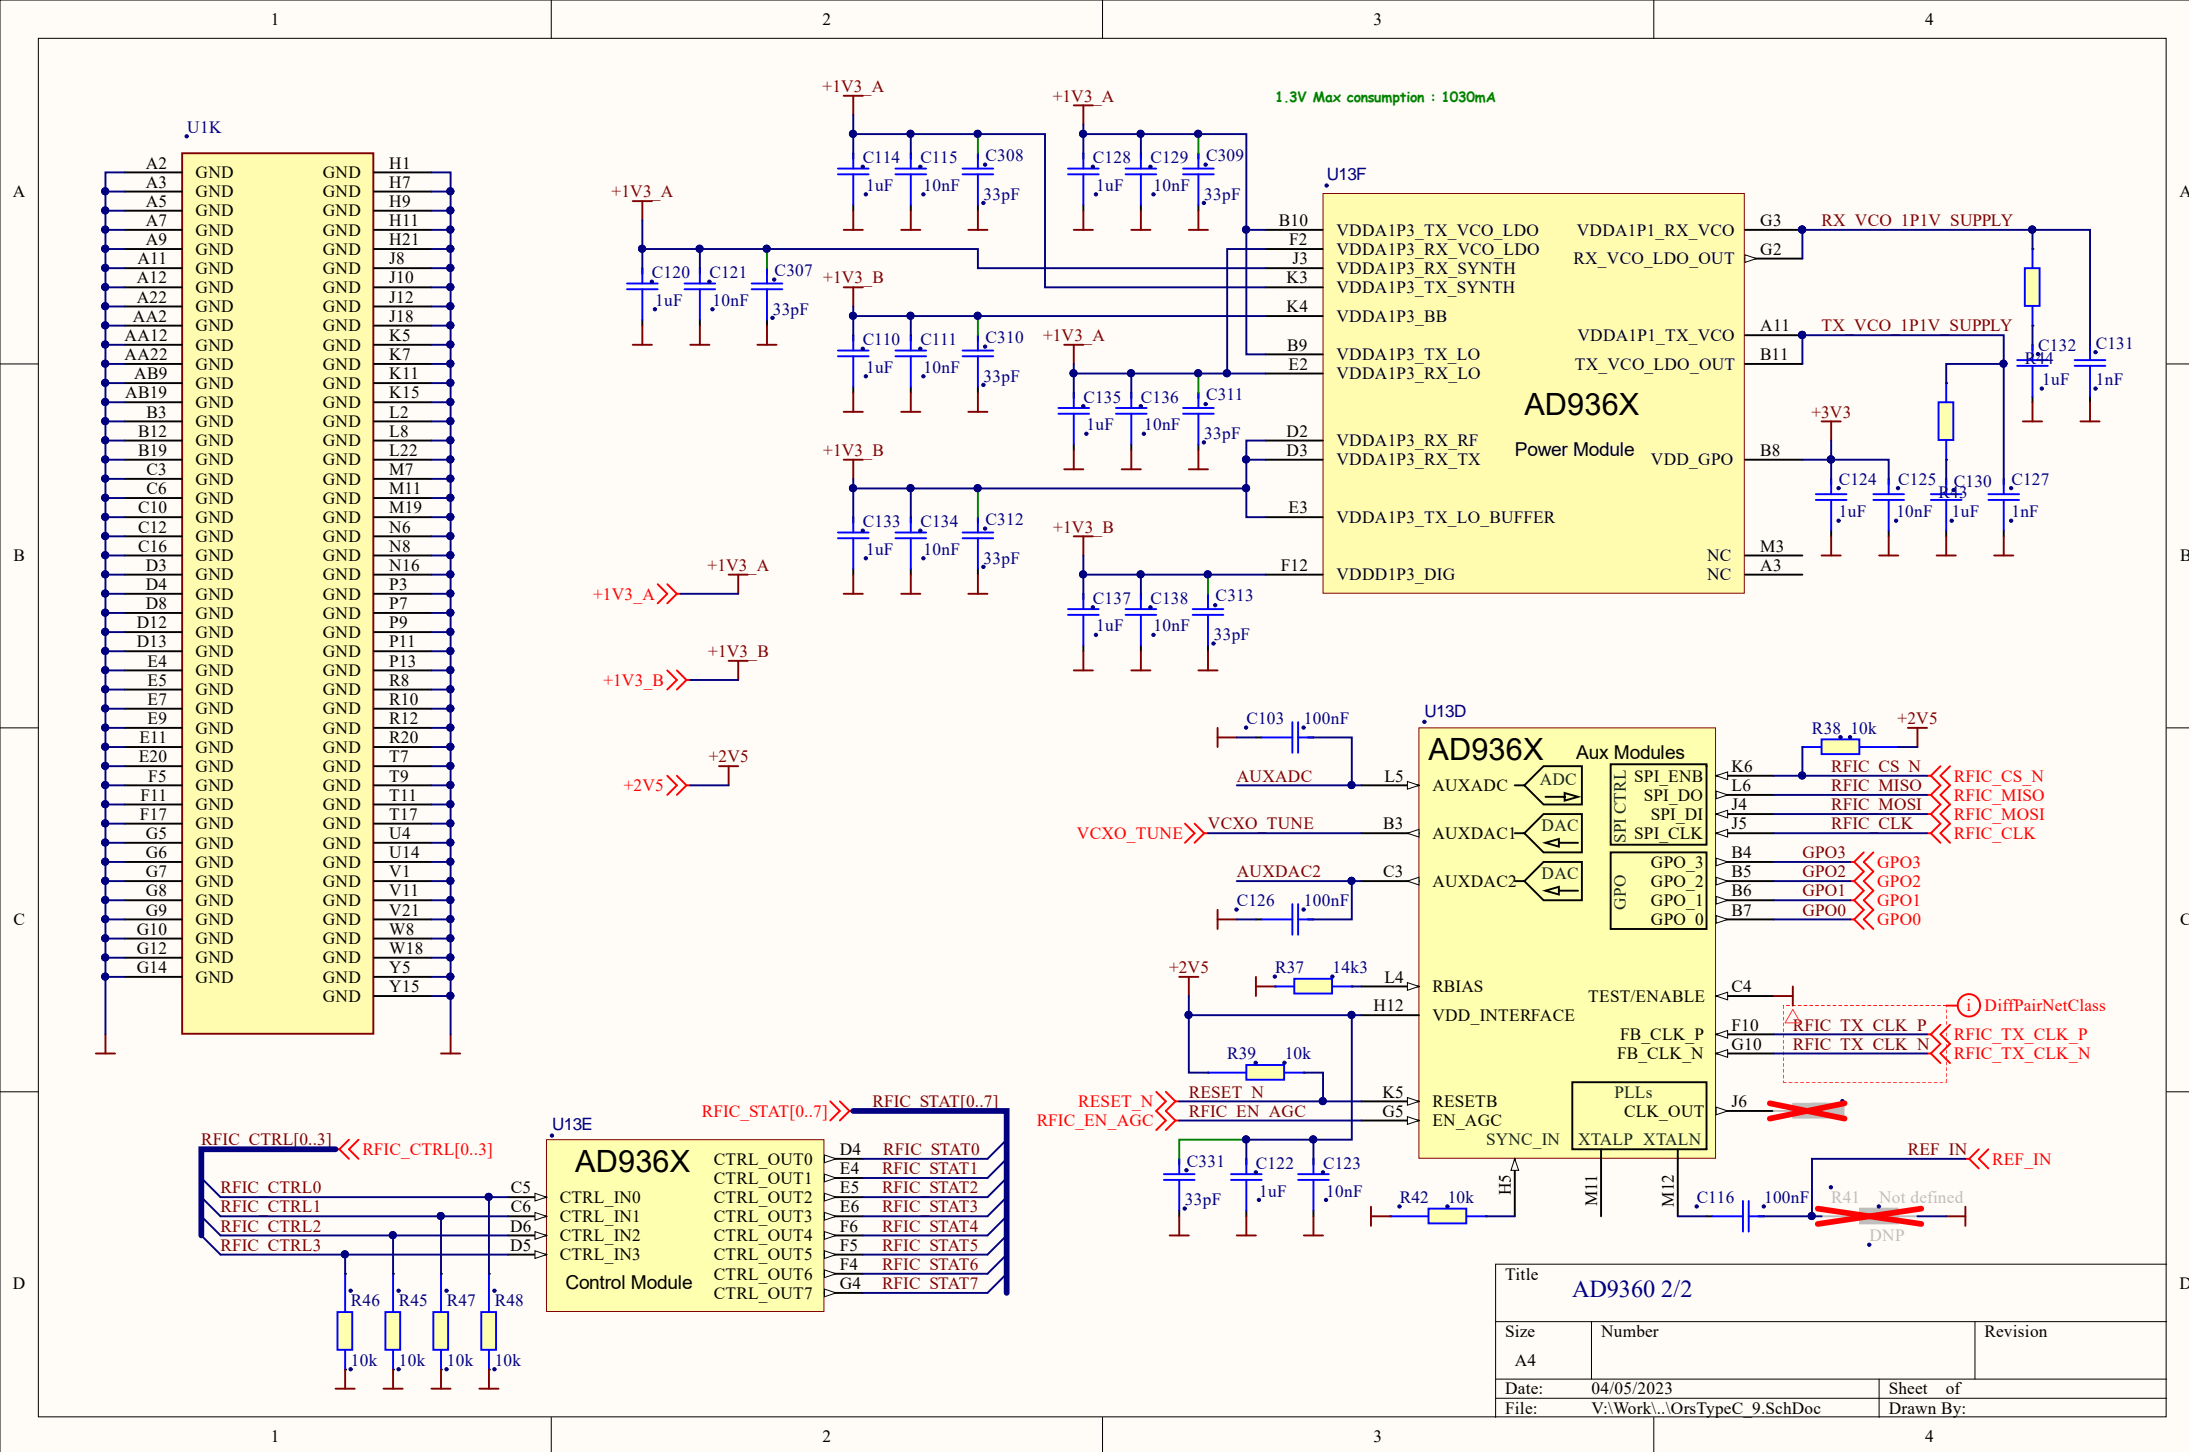 1 2 3 4
A
B
C
D
A
B
C
D
U1K
A2 GND GND H1
A3 GND GND H7
A5 GND GND H9
A7 GND GND H11
A9 GND GND H21
A11 GND GND J8
A12 GND GND J10
A22 GND GND J12
AA2 GND GND J18
AA12 GND GND K5
AA22 GND GND K7
AB9 GND GND K11
AB19 GND GND K15
B3 GND GND L2
B12 GND GND L8
B19 GND GND L22
C3 GND GND M7
C6 GND GND M11
C10 GND GND M19
C12 GND GND N6
C16 GND GND N8
D3 GND GND N16
D4 GND GND P3
D8 GND GND P7
D12 GND GND P9
D13 GND GND P11
E4 GND GND P13
E5 GND GND R8
E7 GND GND R10
E9 GND GND R12
E11 GND GND R20
E20 GND GND T7
F5 GND GND T9
F11 GND GND T11
F17 GND GND T17
G5 GND GND U4
G6 GND GND U14
G7 GND GND V1
G8 GND GND V11
G9 GND GND V21
G10 GND GND W8
G12 GND GND W18
G14 GND GND Y5
GND Y15
+1V3_A
C114 C115 C308
1uF 10nF 33pF
+1V3_A
C128 C129 C309
1uF 10nF 33pF
1.3V Max consumption : 1030mA
+1V3_A
C120 C121 C307
1uF 10nF 33pF
+1V3_B
C110 C111 C310
1uF 10nF 33pF
+1V3_A
C135 C136 C311
1uF 10nF 33pF
+1V3_B
C133 C134 C312
1uF 10nF 33pF
+1V3_B
C137 C138 C313
1uF 10nF 33pF
+1V3_A +1V3_A
+1V3_B +1V3_B
+2V5 +2V5
U13F
B10 VDDA1P3_TX_VCO_LDO
F2 VDDA1P3_RX_VCO_LDO
J3 VDDA1P3_RX_SYNTH
K3 VDDA1P3_TX_SYNTH
K4 VDDA1P3_BB
B9 VDDA1P3_TX_LO
E2 VDDA1P3_RX_LO
D2 VDDA1P3_RX_RF
D3 VDDA1P3_RX_TX
E3 VDDA1P3_TX_LO_BUFFER
F12 VDDD1P3_DIG
AD936X
Power Module
VDDA1P1_RX_VCO G3 RX_VCO_1P1V_SUPPLY
RX_VCO_LDO_OUT G2
VDDA1P1_TX_VCO A11 TX_VCO_1P1V_SUPPLY
TX_VCO_LDO_OUT B11
VDD_GPO B8
NC M3
NC A3
R44 C132 C131
1uF 1nF
+3V3
C124 C125 R43 C130 C127
1uF 10nF 1uF 1nF
U13D
AD936X Aux Modules
C103 100nF
AUXADC L5 AUXADC ADC
VCXO_TUNE VCXO_TUNE B3 AUXDAC1 DAC
AUXDAC2 C3 AUXDAC2 DAC
C126 100nF
R37 14k3 L4 RBIAS
+2V5
H12 VDD_INTERFACE
R39 10k
RESET_N RESET_N K5 RESETB
RFIC_EN_AGC RFIC_EN_AGC G5 EN_AGC
C331 C122 C123
33pF 1uF 10nF
SYNC_IN XTALP XTALN
PLLs
H5 M11 M12
R42 10k
SPI CTRL
R38 10k +2V5
SPI_ENB K6 RFIC_CS_N RFIC_CS_N
SPI_DO L6 RFIC_MISO RFIC_MISO
SPI_DI J4 RFIC_MOSI RFIC_MOSI
SPI_CLK J5 RFIC_CLK RFIC_CLK
GPO
GPO_3 B4 GPO3 GPO3
GPO_2 B5 GPO2 GPO2
GPO_1 B6 GPO1 GPO1
GPO_0 B7 GPO0 GPO0
TEST/ENABLE C4
i DiffPairNetClass
FB_CLK_P F10 RFIC_TX_CLK_P RFIC_TX_CLK_P
FB_CLK_N G10 RFIC_TX_CLK_N RFIC_TX_CLK_N
CLK_OUT J6
REF_IN REF_IN
C116 100nF R41 Not defined
DNP
RFIC_STAT[0..7] RFIC_STAT[0..7]
RFIC_CTRL[0..3] RFIC_CTRL[0..3]
U13E
AD936X
Control Module
RFIC_CTRL0 C5 CTRL_IN0
RFIC_CTRL1 C6 CTRL_IN1
RFIC_CTRL2 D6 CTRL_IN2
RFIC_CTRL3 D5 CTRL_IN3
CTRL_OUT0 D4 RFIC_STAT0
CTRL_OUT1 E4 RFIC_STAT1
CTRL_OUT2 E5 RFIC_STAT2
CTRL_OUT3 E6 RFIC_STAT3
CTRL_OUT4 F6 RFIC_STAT4
CTRL_OUT5 F5 RFIC_STAT5
CTRL_OUT6 F4 RFIC_STAT6
CTRL_OUT7 G4 RFIC_STAT7
R46 R45 R47 R48
10k 10k 10k 10k
Title
AD9360 2/2
Size Number Revision
A4
Date: 04/05/2023 Sheet of
File: V:\Work\..\OrsTypeC_9.SchDoc Drawn By:
1 2 3 4